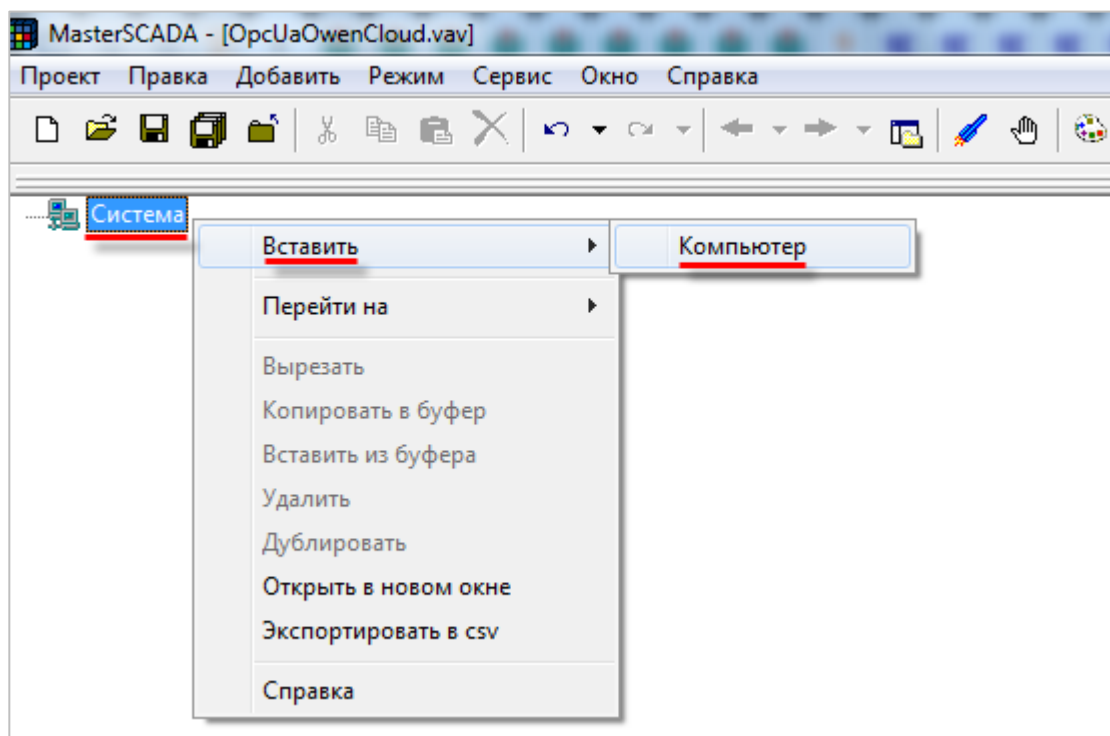 MasterSCADA - [OpcUaOwenCloud.vav]
Проект Правка Добавить Режим Сервис Окно Справка
Система
Вставить
Компьютер
Перейти на
Вырезать
Копировать в буфер
Вставить из буфера
Удалить
Дублировать
Открыть в новом окне
Экспортировать в csv
Справка